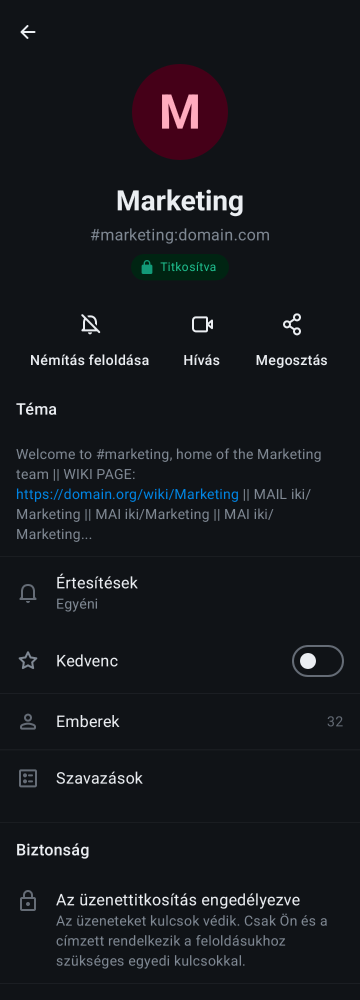 M
Marketing
#marketing:domain.com
Titkosítva
Némítás feloldása
Hívás
Megosztás
Téma
Welcome to #marketing, home of the Marketing
team || WIKI PAGE:
https://domain.org/wiki/Marketing || MAIL iki/
Marketing || MAI iki/Marketing || MAI iki/
Marketing...
Értesítések
Egyéni
Kedvenc
Emberek
32
Szavazások
Biztonság
Az üzenettitkosítás engedélyezve
Az üzeneteket kulcsok védik. Csak Ön és a
címzett rendelkezik a feloldásukhoz
szükséges egyedi kulcsokkal.